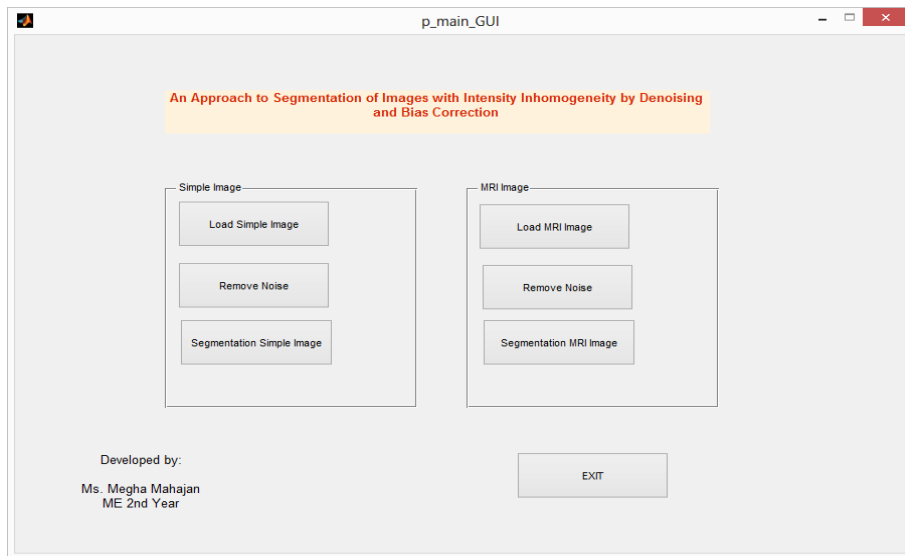 p_main_GUI
An Approach to Segmentation of Images with Intensity Inhomogeneity by Denoising
and Bias Correction
Simple Image
Load Simple Image
Remove Noise
Segmentation Simple Image
MRI Image
Load MRI Image
Remove Noise
Segmentation MRI Image
Developed by:
Ms. Megha Mahajan
ME 2nd Year
EXIT